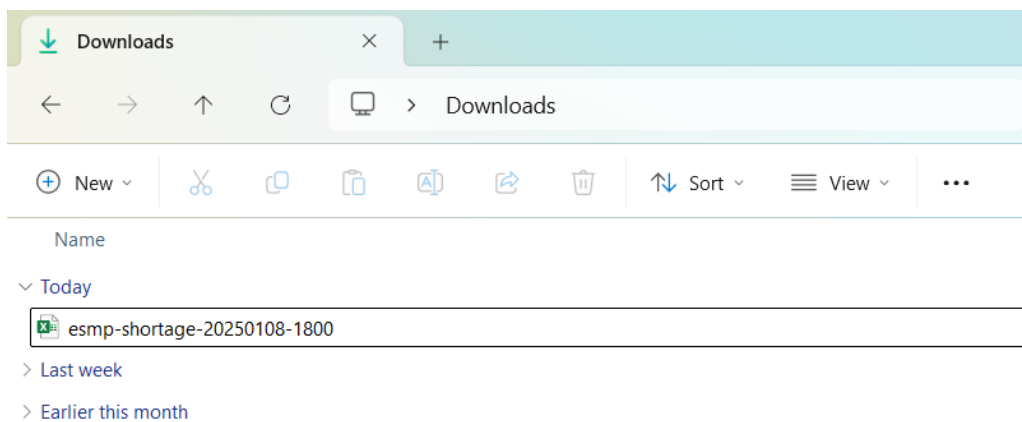 Downloads
Downloads
New Sort View
Name
Today
esmp-shortage-20250108-1800
Last week
Earlier this month